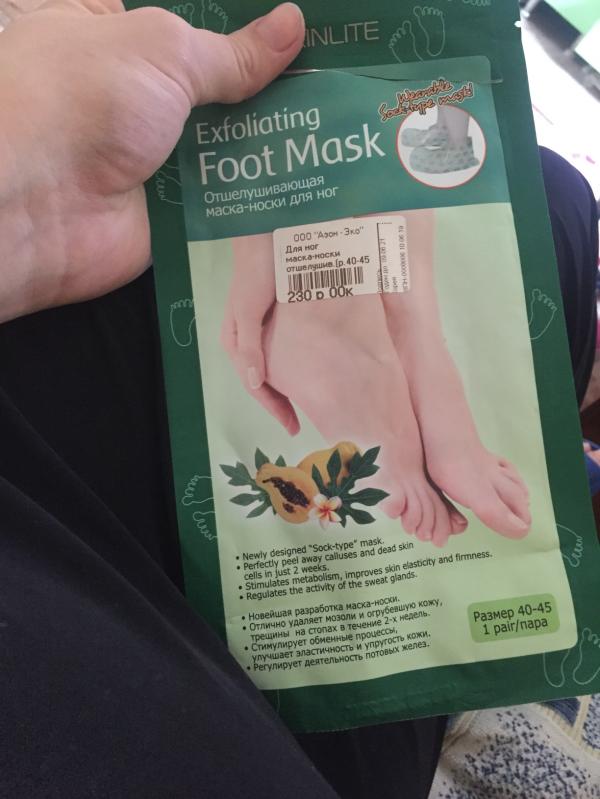 INLITE
Wearable
Sock-type mask!
Exfoliating
Foot Mask
Отшелушивающая
маска-носки для ног
ООО "Азон-Эко"
Для ног
маска-носки
отшелушив.(р.40-45
230 р 00к
• Newly designed "Sock-type" mask.
• Perfectly peel away calluses and dead skin
cells in just 2 weeks.
• Stimulates metabolism, improves skin elasticity and firmness.
• Regulates the activity of the sweat glands.
• Новейшая разработка маска-носки.
• Отлично удаляет мозоли и огрубевшую кожу,
трещины на стопах в течение 2-х недель.
• Стимулирует обменные процессы,
улучшает эластичность и упругость кожи.
• Регулирует деятельность потовых желез.
Размер 40-45
1 pair/пара